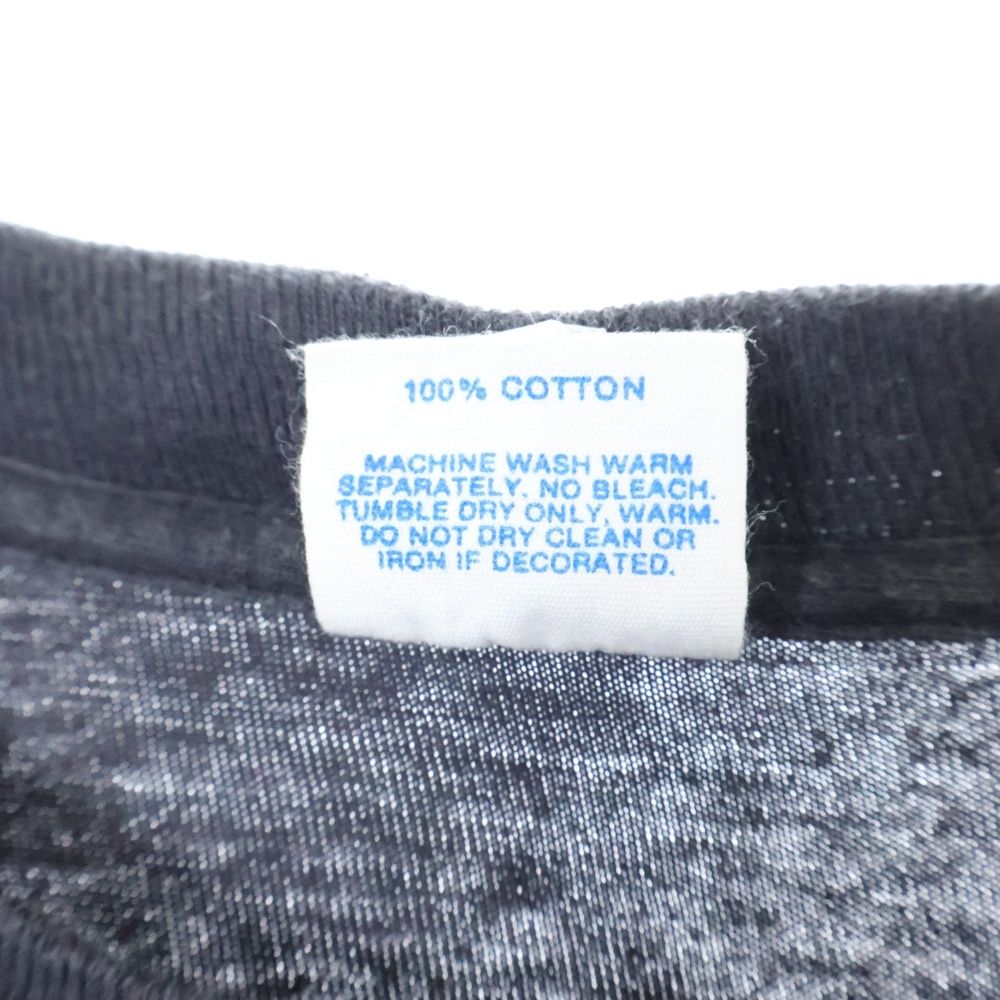 100% COTTON
MACHINE WASH WARM
SEPARATELY. NO BLEACH.
TUMBLE DRY ONLY, WARM.
DO NOT DRY CLEAN OR
IRON IF DECORATED.